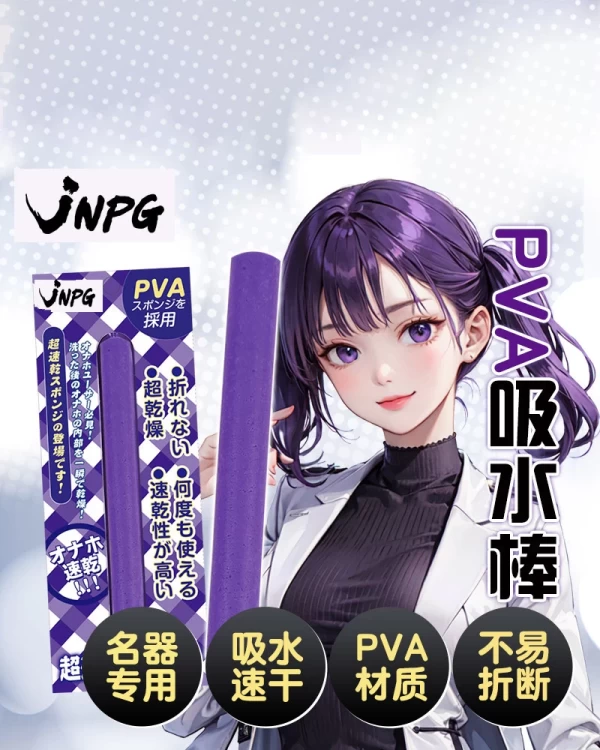 JNPG
JNPG
PVA
スポンジを
採用
オナホユーザー必見!
洗った後のオナホの内部を一瞬で乾燥!
超速乾スポンジの登場です!
●折れない
超乾燥
●何度も使える
速乾性が高い
オナホ
速乾
!!!
超
PVA吸水棒
名器
专用
吸水
速干
PVA
材质
不易
折断